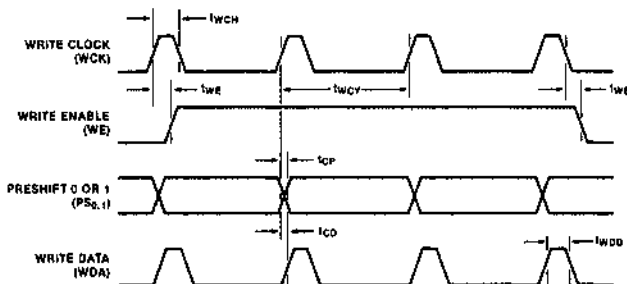 tWCH
WRITE CLOCK
(WCK)
tWE
tWCY
tWE
WRITE ENABLE
(WE)
tCP
PRESHIFT 0 OR 1
(PS0,1)
tCD
tWDD
WRITE DATA
(WDA)